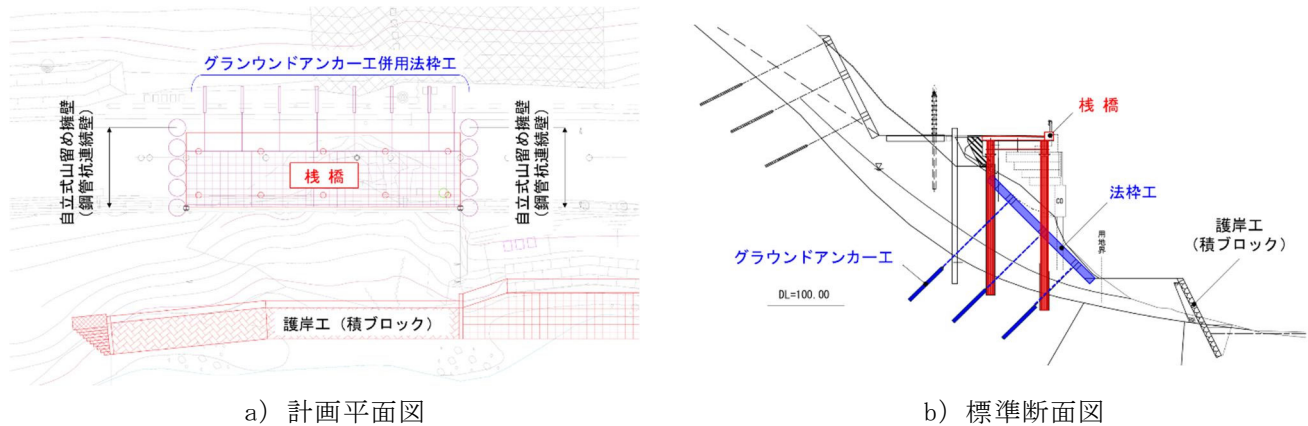 グランウンドアンカー工併用法枠工
自立式山留め擁壁
(鋼管杭連続壁)
桟 橋
自立式山留め擁壁
(鋼管杭連続壁)
護岸工（積ブロック）
a) 計画平面図
桟 橋
CO
法枠工
用地界
護岸工
（積ブロック）
グラウンドアンカー工
DL=100.00
b) 標準断面図